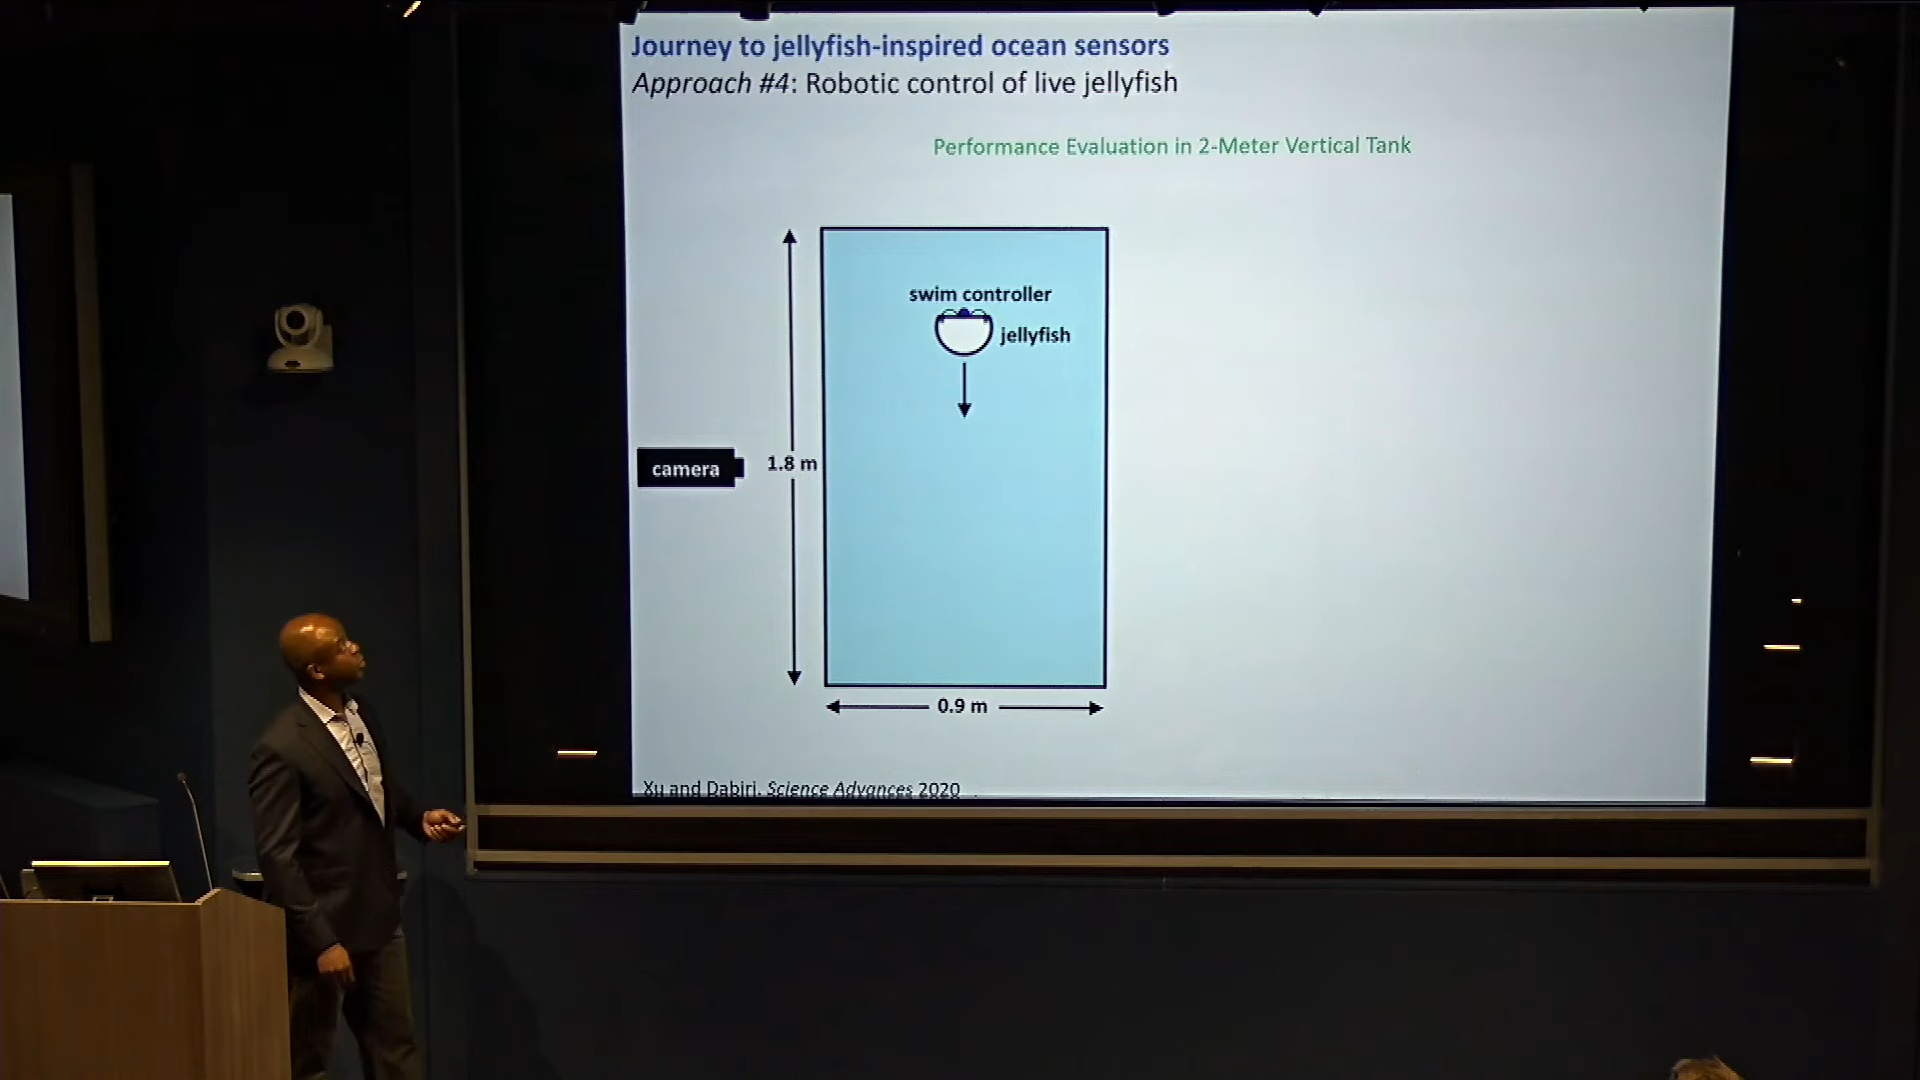 Journey to jellyfish-inspired ocean sensors
Approach #4: Robotic control of live jellyfish
Performance Evaluation in 2-Meter Vertical Tank
swim controller
jellyfish
camera
1.8 m
0.9 m
Xu and Dabiri, Science Advances 2020